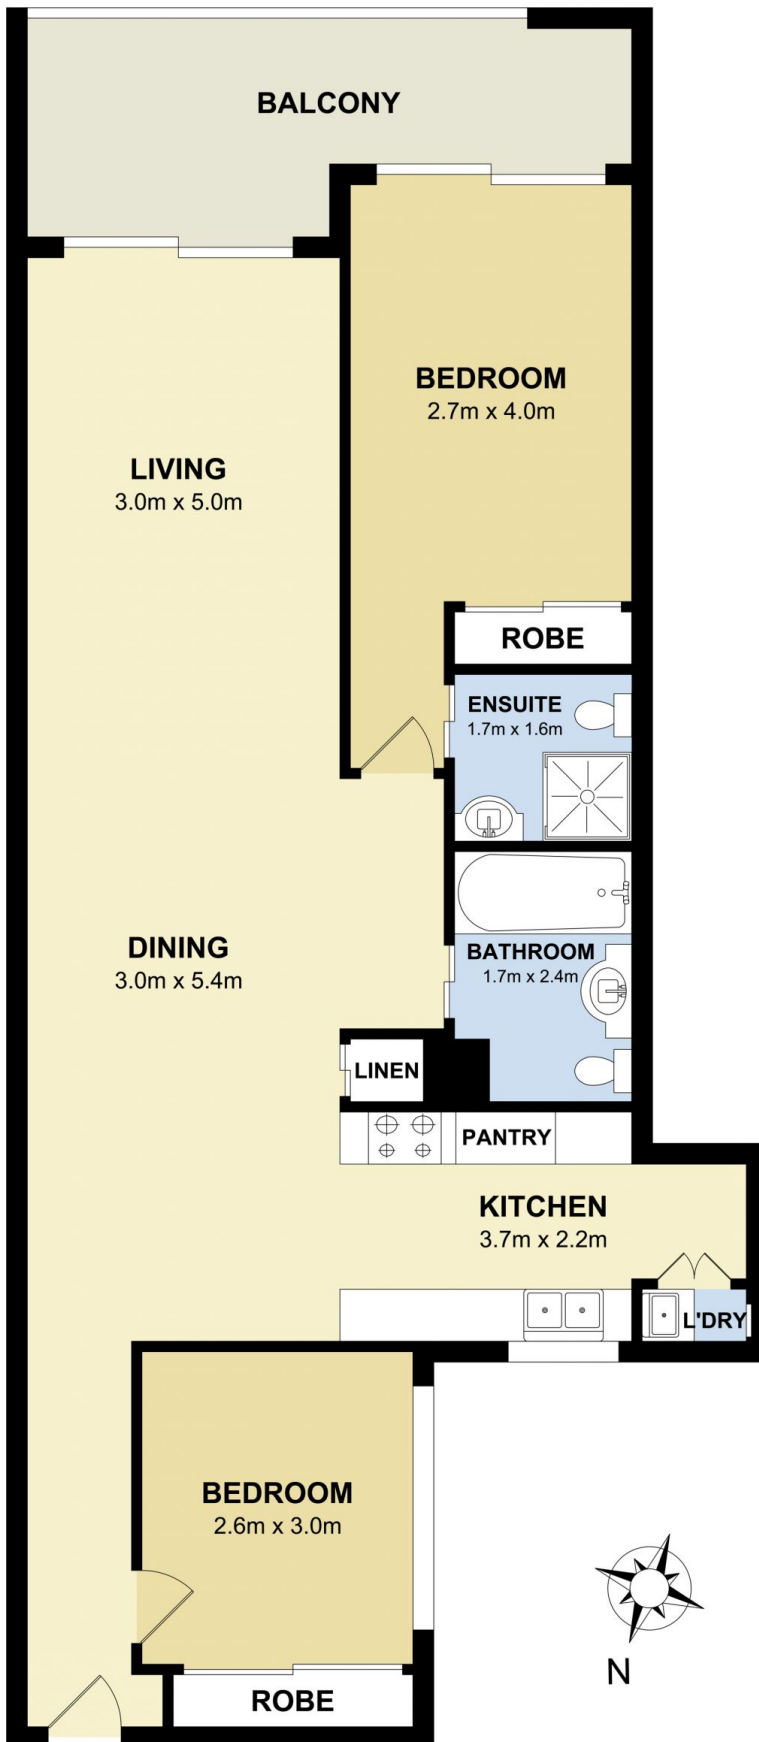 BALCONY
BEDROOM
2.7m x 4.0m
LIVING
3.0m x 5.0m
ROBE
ENSUITE
1.7m x 1.6m
DINING
3.0m x 5.4m
BATHROOM
1.7m x 2.4m
LINEN
PANTRY
KITCHEN
3.7m x 2.2m
L'DRY
BEDROOM
2.6m x 3.0m
ROBE
N